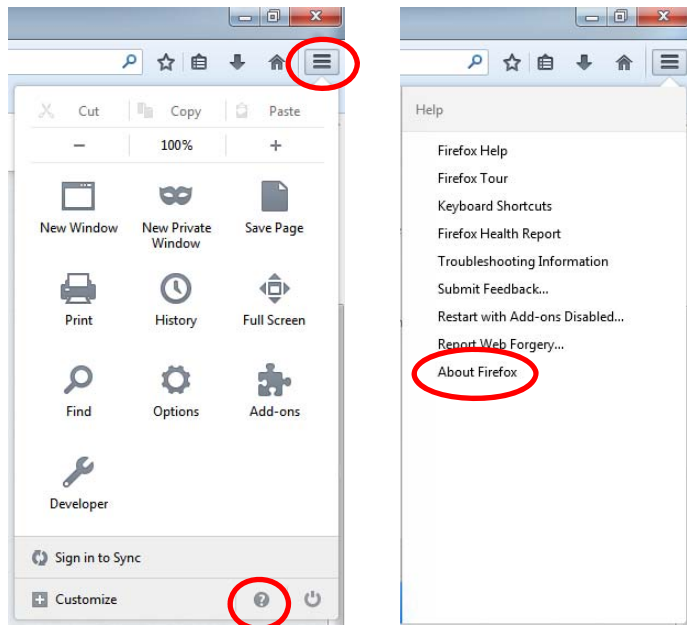 Cut Copy Paste
− 100% +
New Window New Private Window Save Page
Print History Full Screen
Find Options Add-ons
Developer
Sign in to Sync
Customize
Help
Firefox Help
Firefox Tour
Keyboard Shortcuts
Firefox Health Report
Troubleshooting Information
Submit Feedback...
Restart with Add-ons Disabled...
Report Web Forgery...
About Firefox